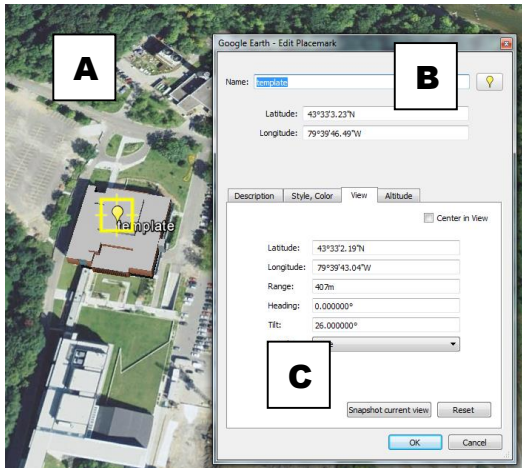 A
Google Earth - Edit Placemark
B
Name: template
Latitude: 43°33'3.23"N
Longitude: 79°39'46.49"W
template
Description Style, Color View Altitude
Center in View
Latitude: 43°33'2.19"N
Longitude: 79°39'43.04"W
Range: 407m
Heading: 0.000000°
Tilt: 26.000000°
C
Snapshot current view Reset
OK Cancel